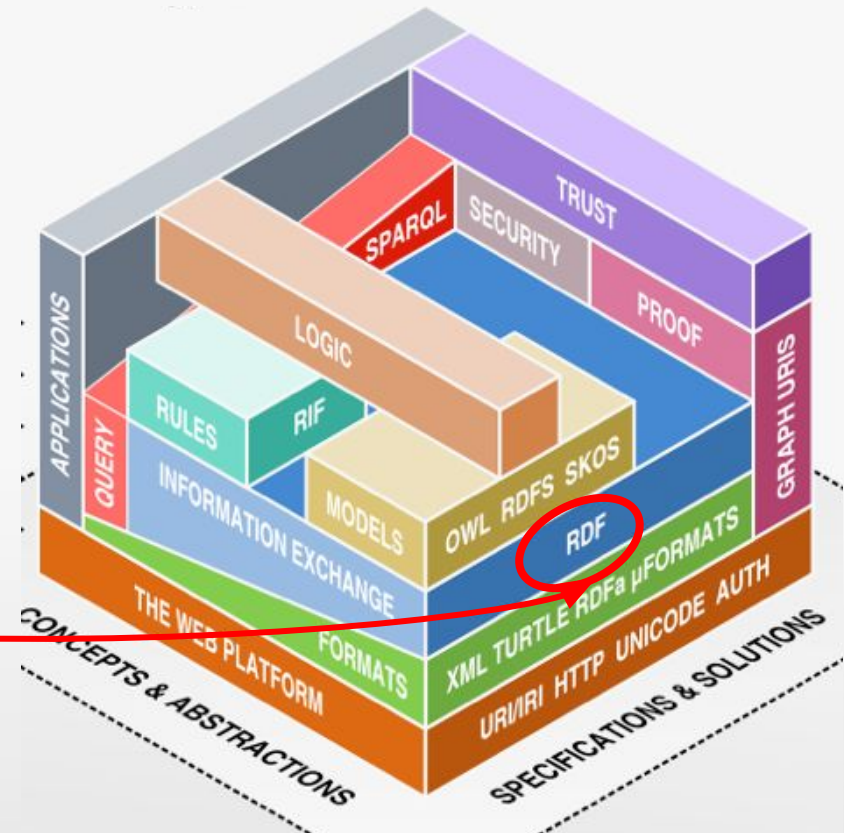 TRUST
SPARQL
SECURITY
PROOF
APPLICATIONS
LOGIC
GRAPH URIS
RULES
RIF
QUERY
INFORMATION EXCHANGE
MODELS
OWL RDFS SKOS
RDF
THE WEB PLATFORM
FORMATS
XML TURTLE RDFa µFORMATS
URI/IRI HTTP UNICODE AUTH
CONCEPTS & ABSTRACTIONS
SPECIFICATIONS & SOLUTIONS